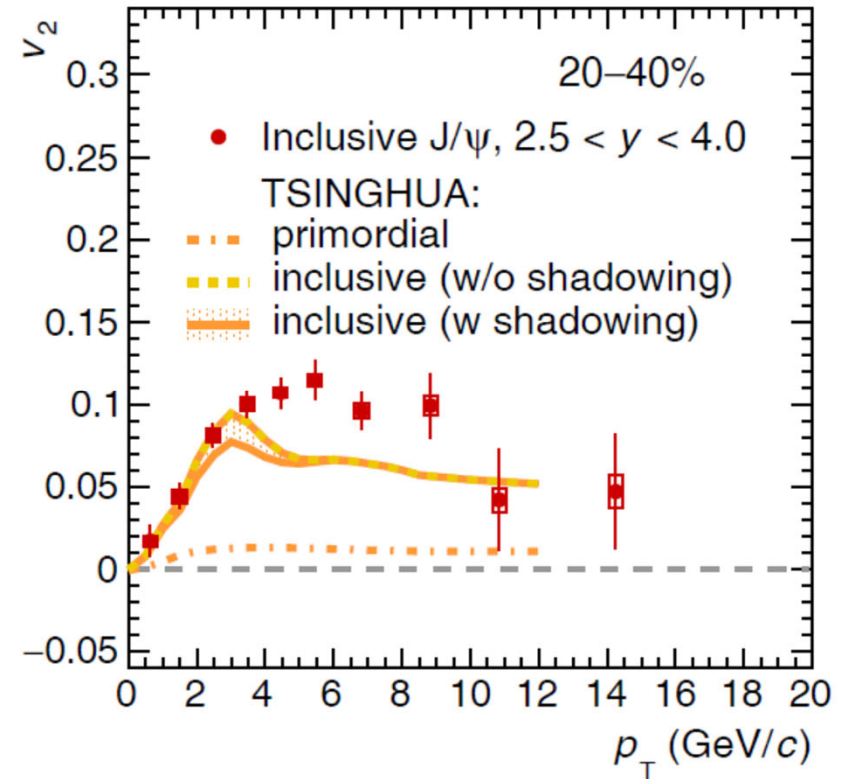 v2
0.3
20–40%
Inclusive J/ψ, 2.5 < y < 4.0
0.25
TSINGHUA:
0.2
primordial
inclusive (w/o shadowing)
0.15
inclusive (w shadowing)
0.1
0.05
0
−0.05
0 2 4 6 8 10 12 14 16 18 20
pT (GeV/c)